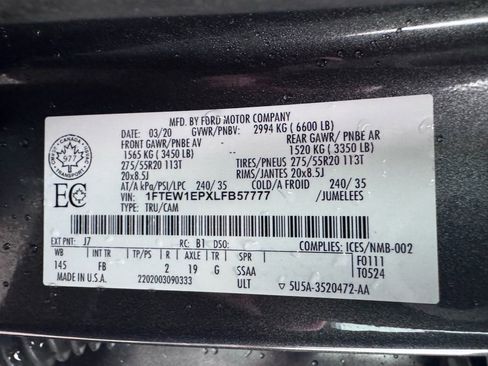 MFD. BY FORD MOTOR COMPANY
DATE: 03/20 GVWR/PNBV: 2994 KG ( 6600 LB)
FRONT GAWR/PNBE AV REAR GAWR/ PNBE AR
1565 KG ( 3450 LB) 1520 KG ( 3350 LB)
275/55R20 113T TIRES/PNEUS 275/55R20 113T
20x8.5J RIMS/JANTES 20x8.5J
AT/A kPa/PSI/LPC 240/ 35 COLD/A FROID 240/ 35
VIN: 1FTEW1EPXLFB57777 /JUMELEES
TYPE: TRU/CAM
CANADA
977
EC
EXT PNT: J7 RC: B1 DSO: COMPLIES: ICES/NMB-002
WB FB TP/PS R AXLE TR SPR F0111
145 2 19 G SSAA T0524
MADE IN U.S.A. 2202003090333 ULT 5U5A-3520472-AA